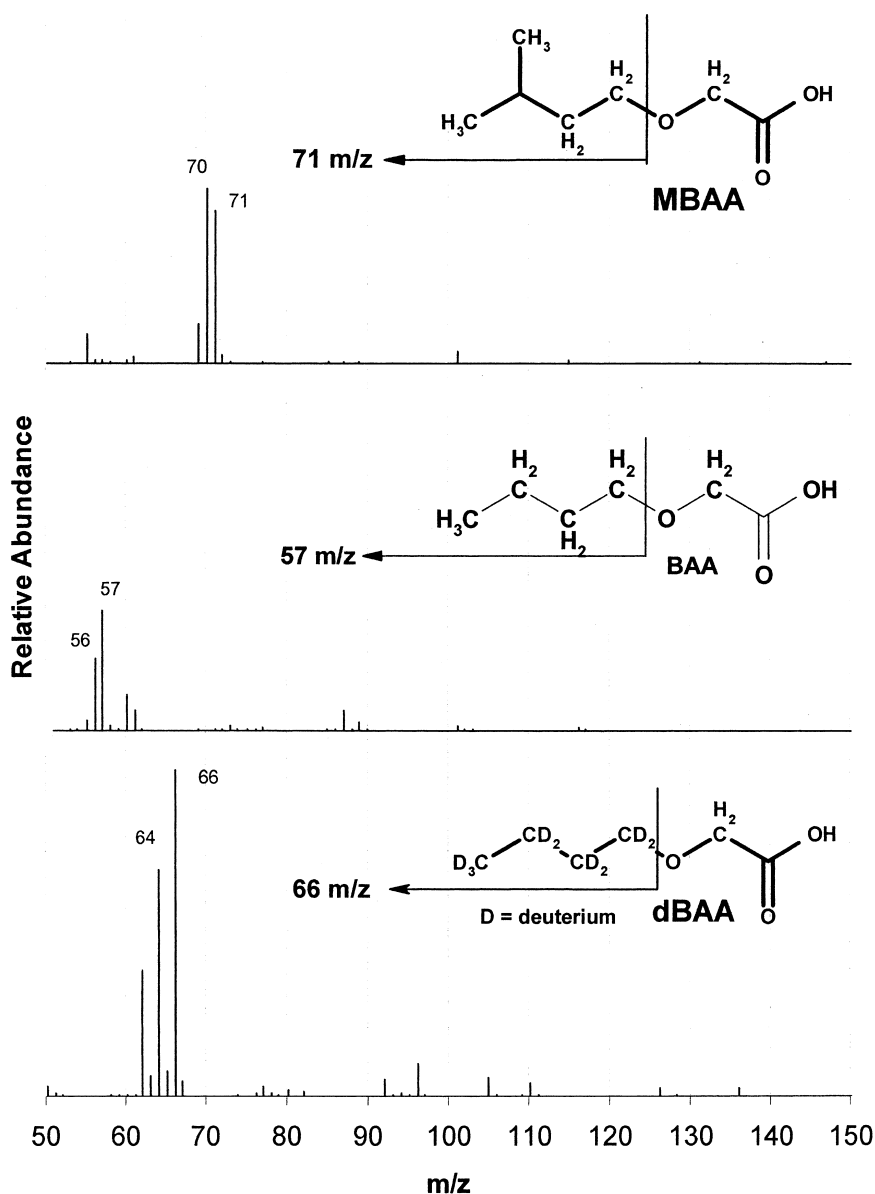 CH3
H2
H2
H3C
C
C
OH
C
H2
O
O
71 m/z
MBAA
70
71
H2
H2
H2
C
C
C
OH
H3C
C
H2
O
O
57 m/z
BAA
57
56
Relative Abundance
66
64
H2
CD2
CD2
C
OH
D3C
CD2
O
O
66 m/z
D = deuterium
dBAA
50 60 70 80 90 100 110 120 130 140 150
m/z